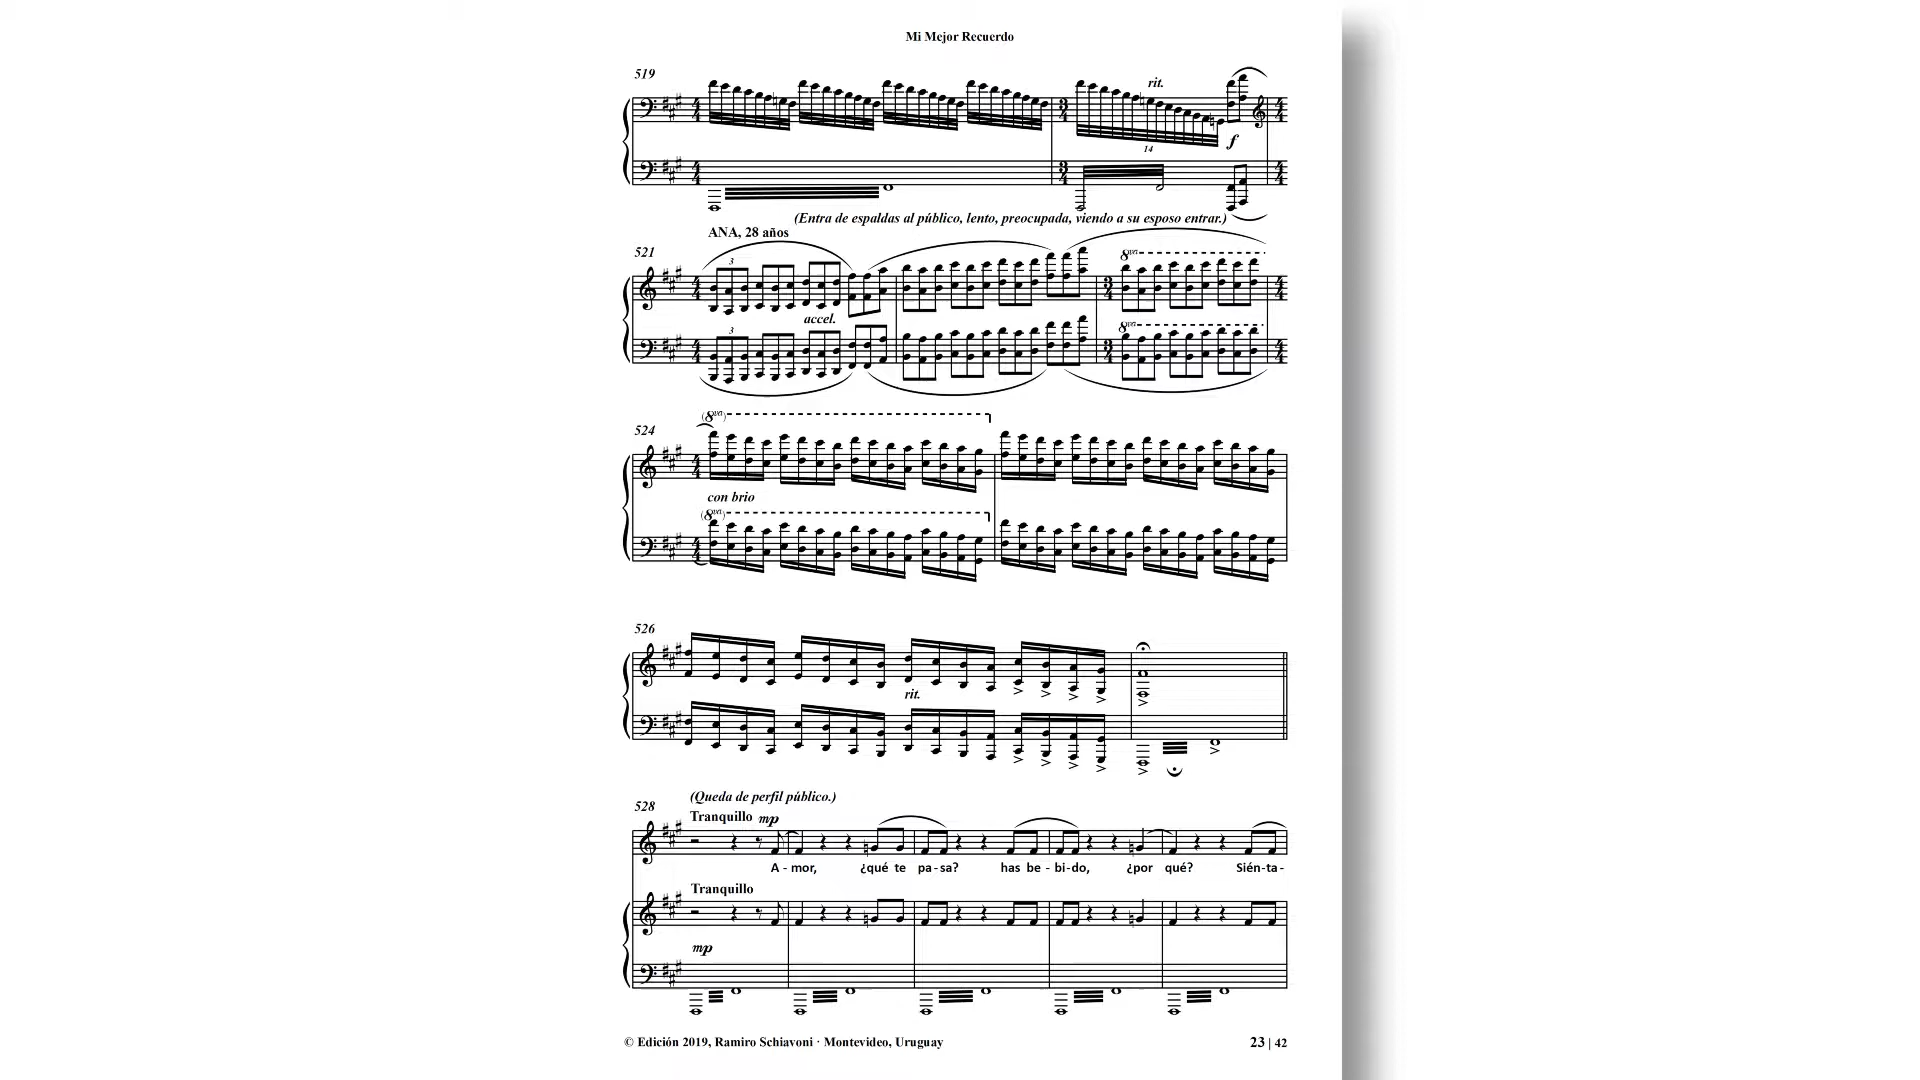 Mi Mejor Recuerdo
519
rit.
14
f
(Entra de espaldas al público, lento, preocupada, viendo a su esposo entrar.)
ANA, 28 años
521
8va
3
accel.
3
8va
(8va)
524
con brio
(8va)
526
rit.
(Queda de perfil público.)
528
Tranquillo mp
A - mor, ¿qué te pa - sa? has be - bi - do, ¿por qué? Sién - ta -
Tranquillo
mp
© Edición 2019, Ramiro Schiavoni · Montevideo, Uruguay
23 | 42